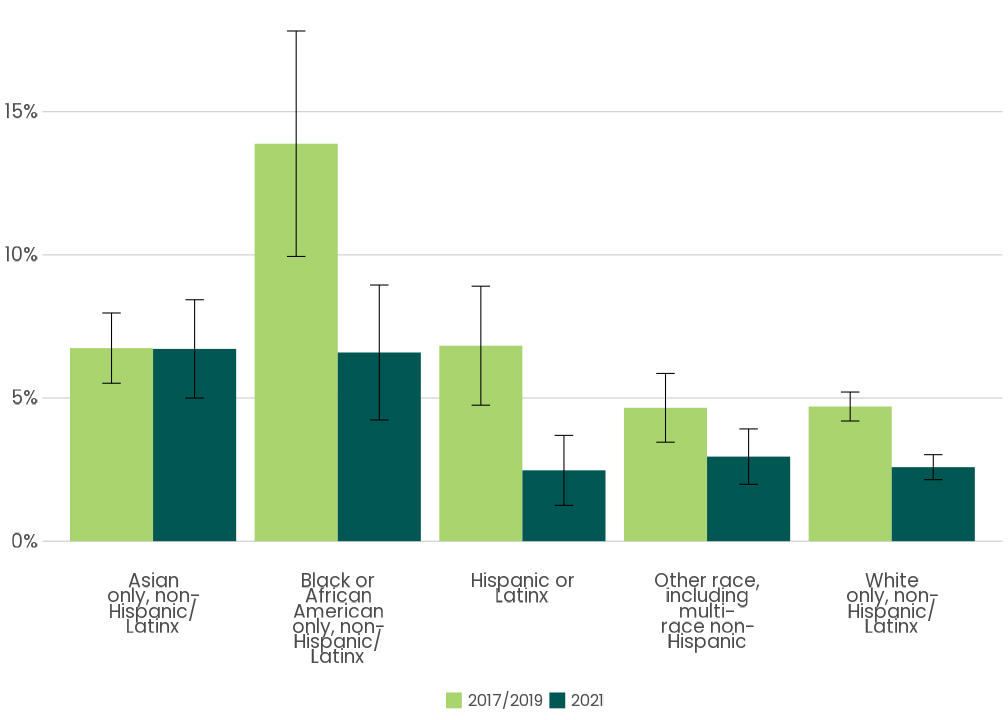 15%
10%
5%
0%
Asian
only, non-
Hispanic/
Latinx
Black or
African
American
only, non-
Hispanic/
Latinx
Hispanic or
Latinx
Other race,
including
multi-
race non-
Hispanic
White
only, non-
Hispanic/
Latinx
2017/2019 2021